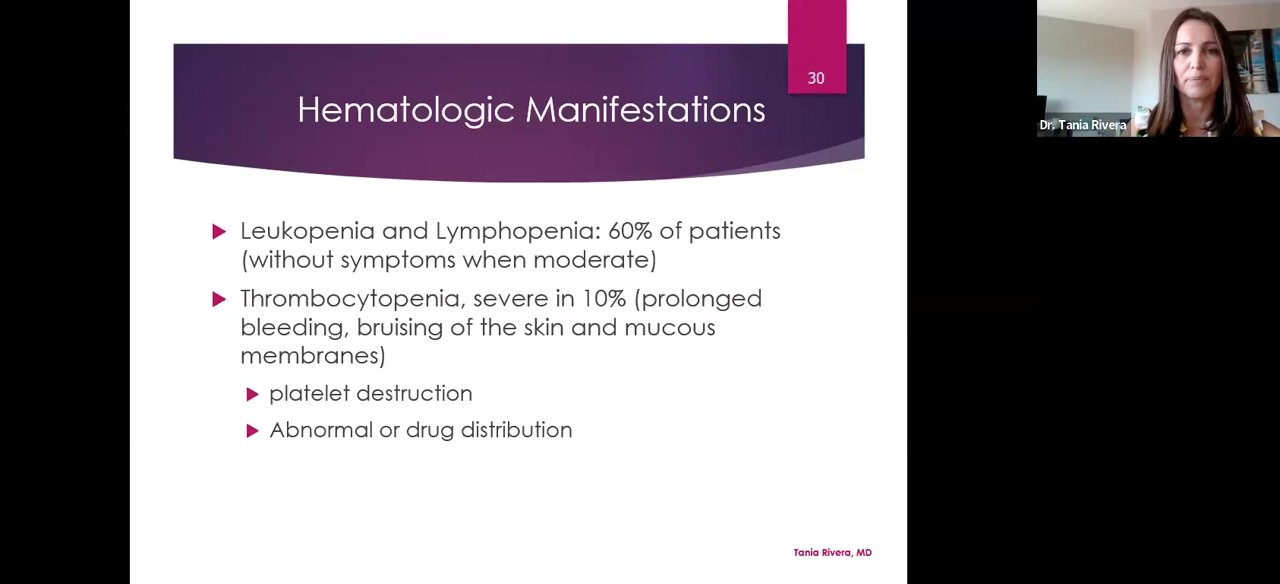 30
Hematologic Manifestations
Dr. Tania Rivera
Leukopenia and Lymphopenia: 60% of patients
(without symptoms when moderate)
Thrombocytopenia, severe in 10% (prolonged
bleeding, bruising of the skin and mucous
membranes)
platelet destruction
Abnormal or drug distribution
Tania Rivera, MD